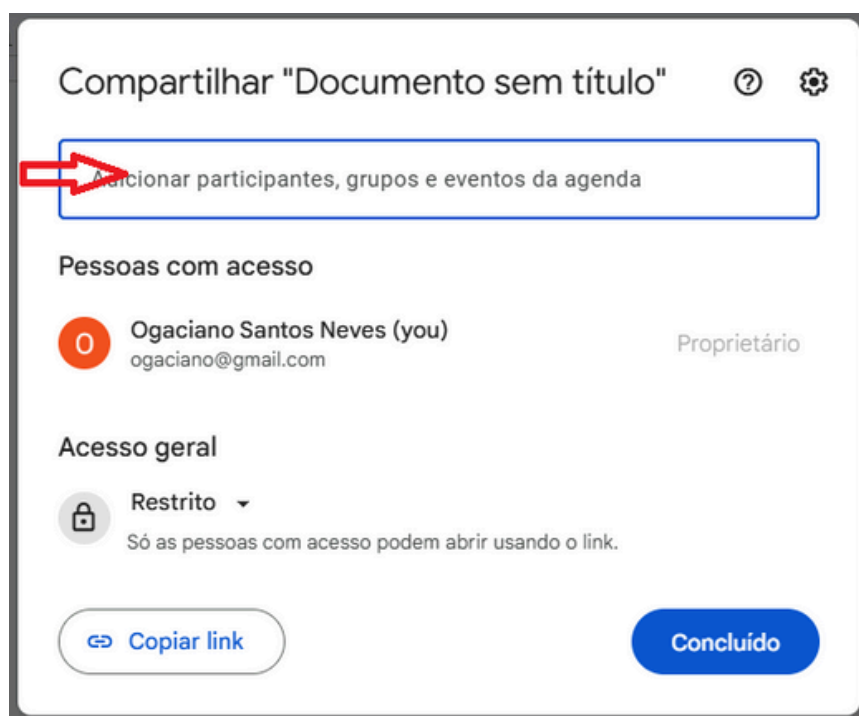 Compartilhar "Documento sem título"
Adicionar participantes, grupos e eventos da agenda
Pessoas com acesso
O
Ogaciano Santos Neves (you)
ogaciano@gmail.com
Proprietário
Acesso geral
Restrito
Só as pessoas com acesso podem abrir usando o link.
Copiar link
Concluído